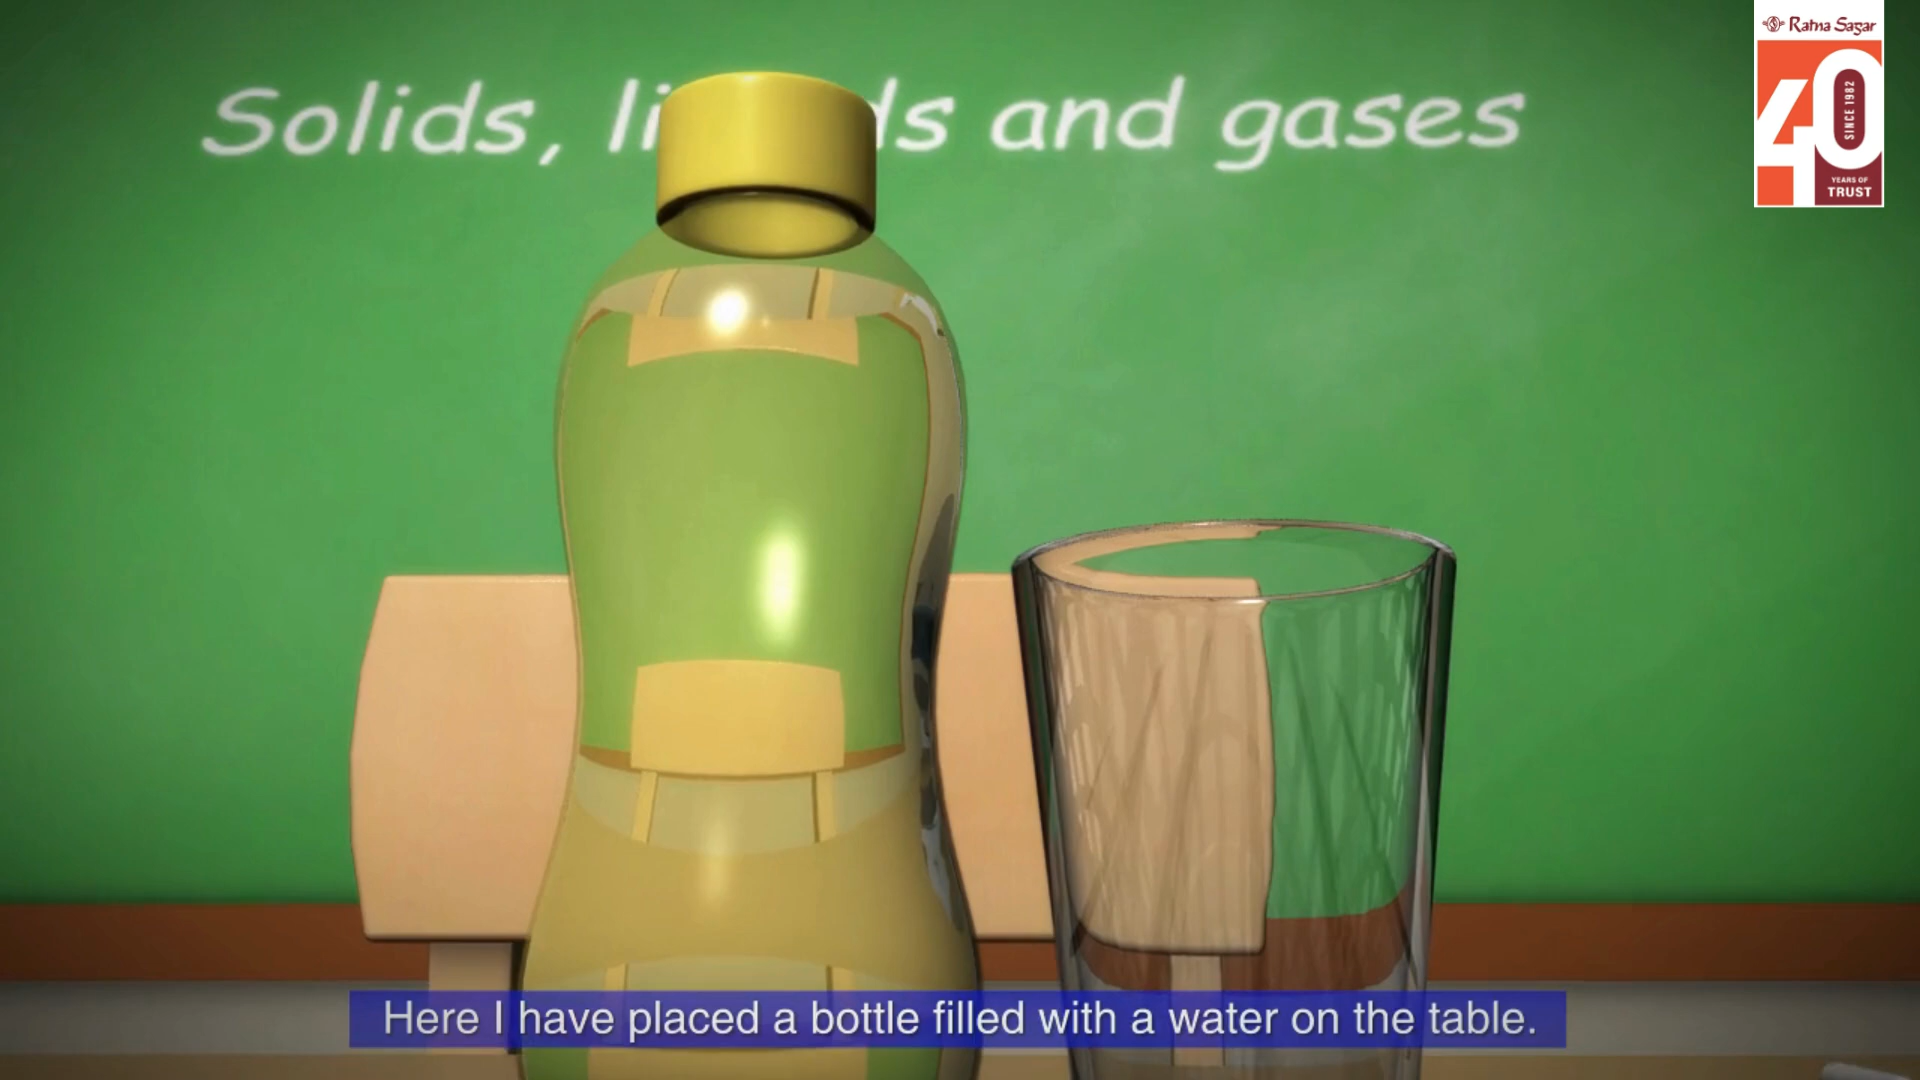 Solids, li ds and gases
Ratna Sagar
40
SINCE 1982
YEARS OF
TRUST
Here I have placed a bottle filled with a water on the table.